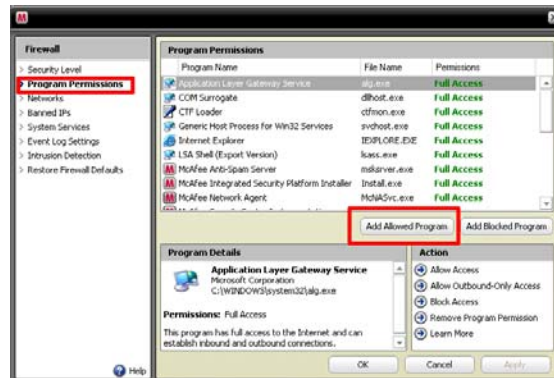 Firewall
Security Level
Program Permissions
Networks
Banned IPs
System Services
Event Log Settings
Intrusion Detection
Restore Firewall Defaults
Help
Program Permissions
Program Name File Name Permissions
Application Layer Gateway Service alg.exe Full Access
COM Surrogate dllhost.exe Full Access
CTF Loader ctfmon.exe Full Access
Generic Host Process for Win32 Services svchost.exe Full Access
Internet Explorer IEXPLORE.EXE Full Access
LSA Shell (Export Version) lsass.exe Full Access
McAfee Anti-Spam Server msksrver.exe Full Access
McAfee Integrated Security Platform Installer Install.exe Full Access
McAfee Network Agent McNASvc.exe Full Access
Add Allowed Program Add Blocked Program
Program Details
Application Layer Gateway Service
Microsoft Corporation
C:\WINDOWS\system32\alg.exe
Permissions: Full Access
This program has full access to the Internet and can
establish inbound and outbound connections.
Action
Allow Access
Allow Outbound-Only Access
Block Access
Remove Program Permission
Learn More
OK Cancel Apply